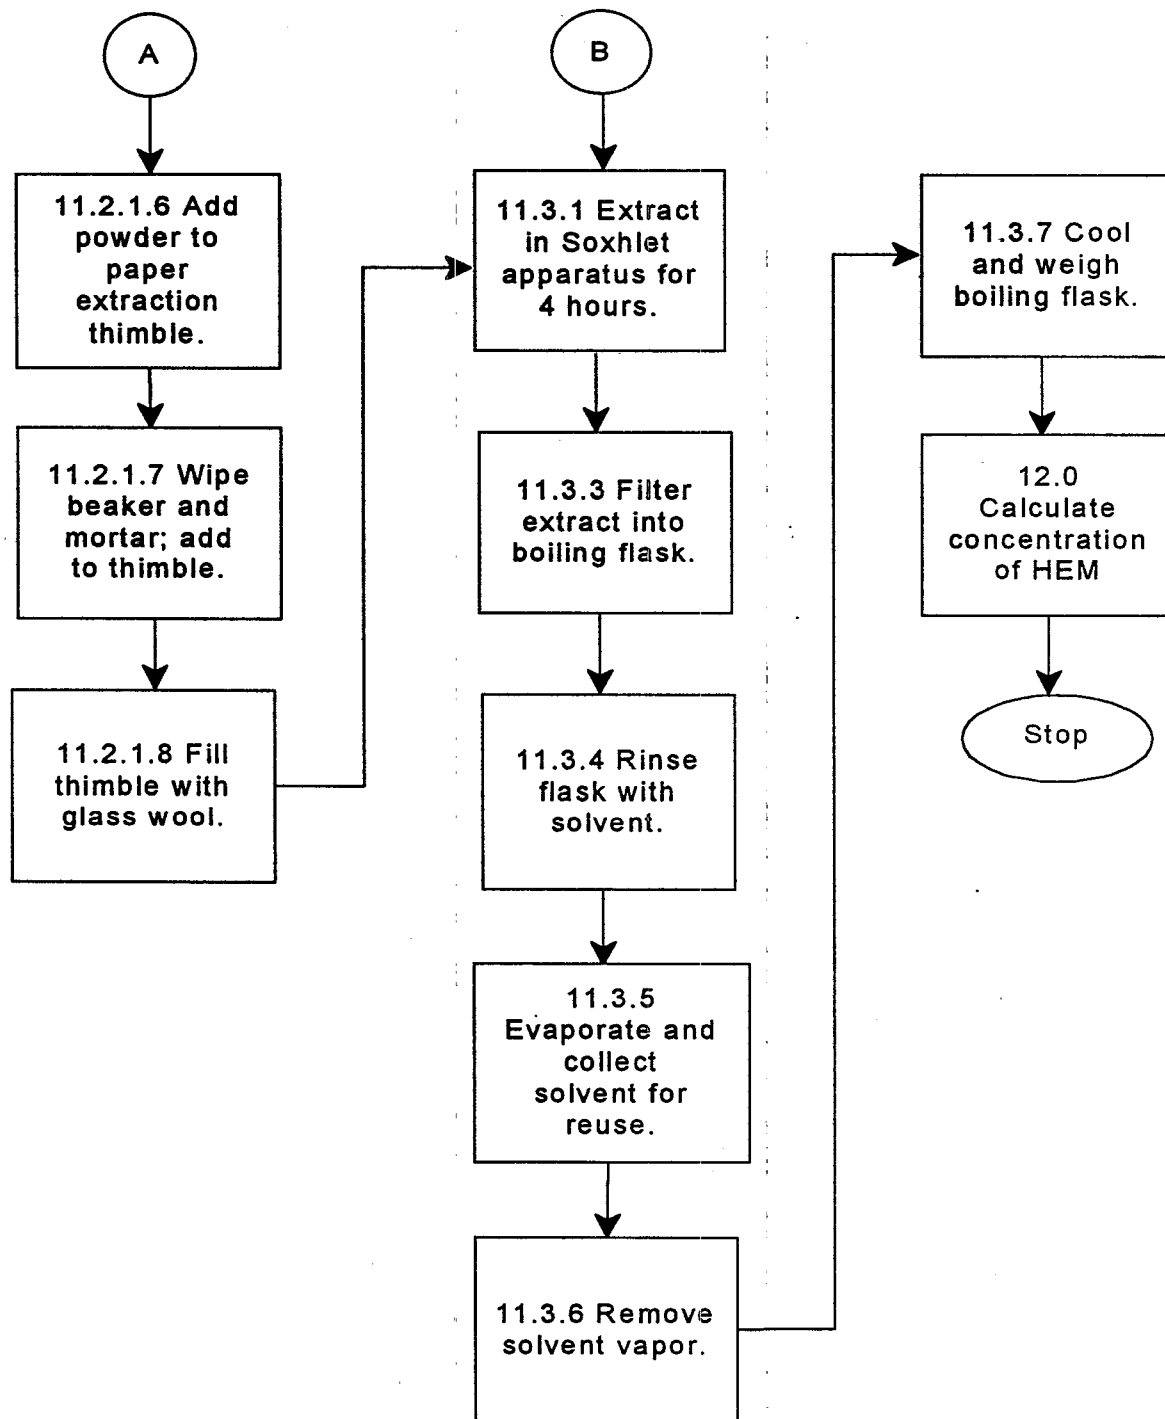 A
11.2.1.6 Add
powder to
paper
extraction
thimble.
11.2.1.7 Wipe
beaker and
mortar; add
to thimble.
11.2.1.8 Fill
thimble with
glass wool.
B
11.3.1 Extract
in Soxhlet
apparatus for
4 hours.
11.3.3 Filter
extract into
boiling flask.
11.3.4 Rinse
flask with
solvent.
11.3.5
Evaporate and
collect
solvent for
reuse.
11.3.6 Remove
solvent vapor.
11.3.7 Cool
and weigh
boiling flask.
12.0
Calculate
concentration
of HEM
Stop